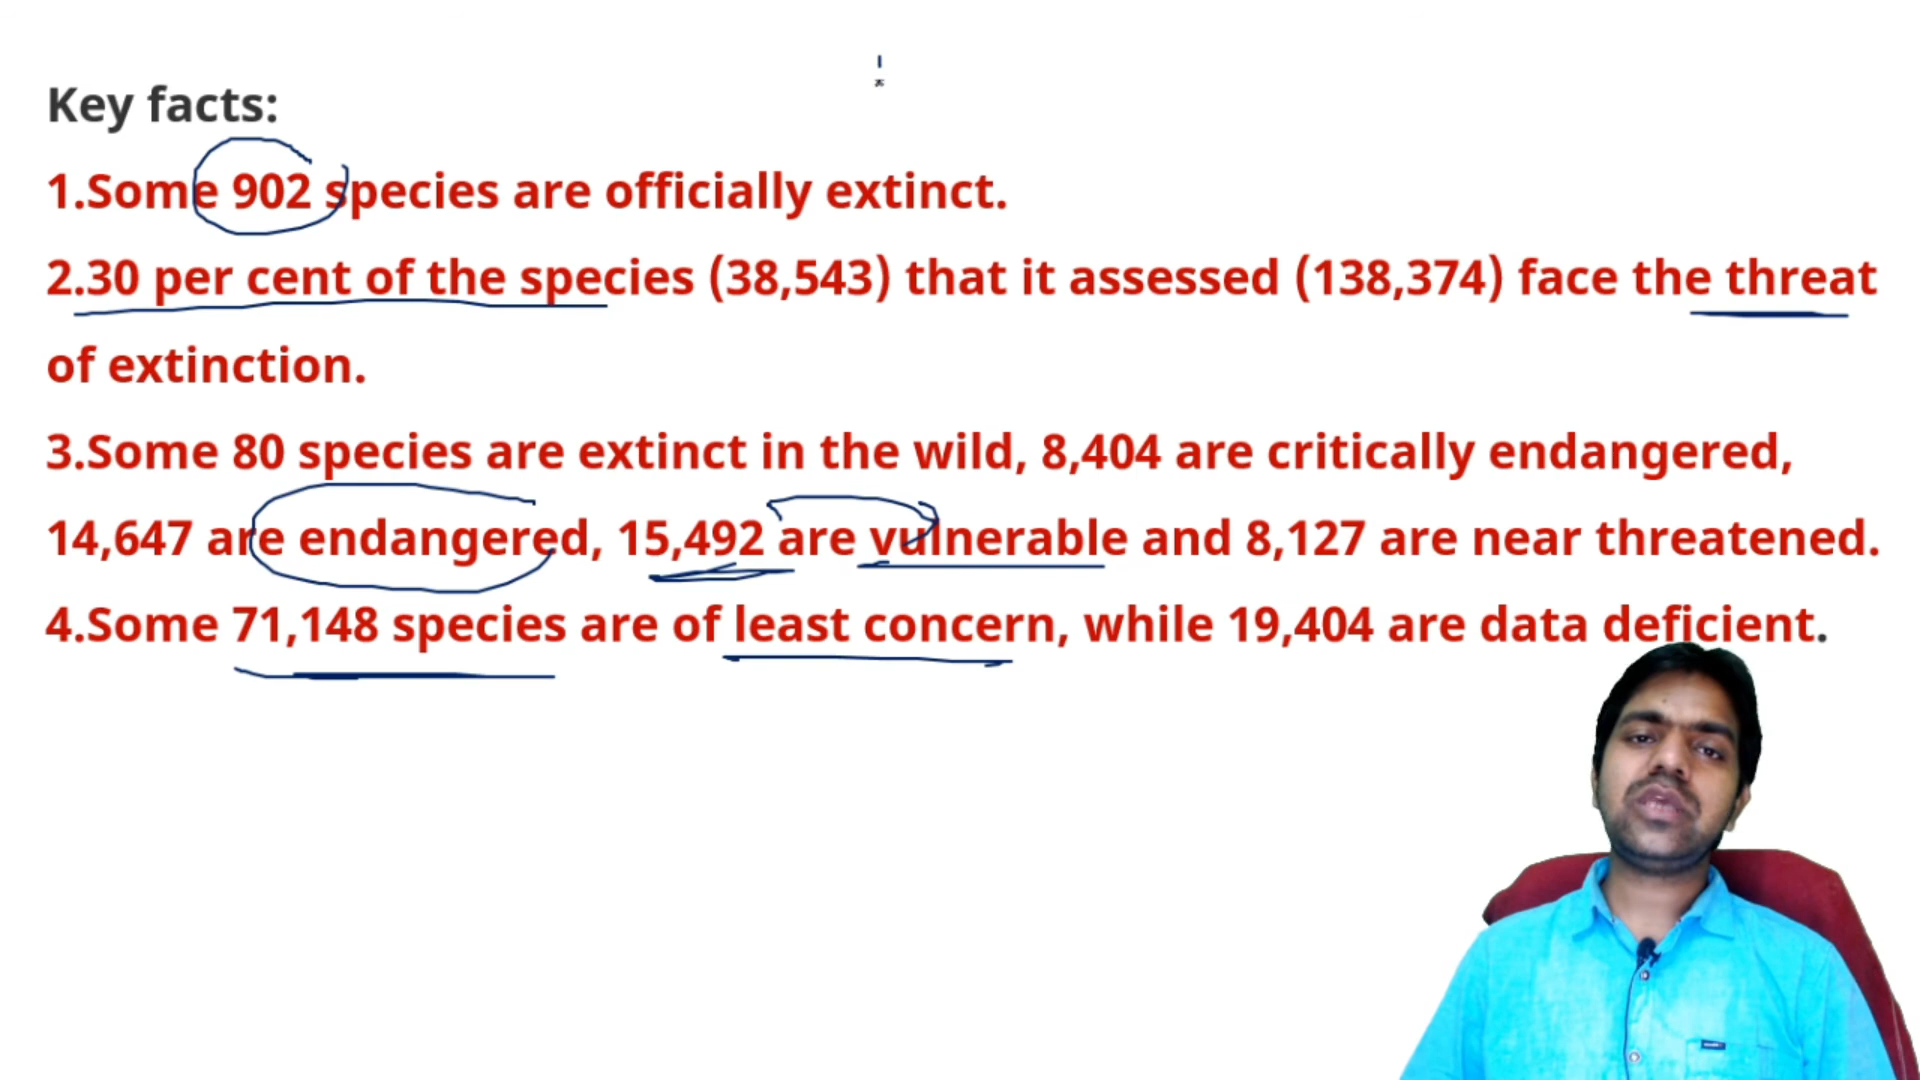 Key facts:
1.Some 902 species are officially extinct.
2.30 per cent of the species (38,543) that it assessed (138,374) face the threat
of extinction.
3.Some 80 species are extinct in the wild, 8,404 are critically endangered,
14,647 are endangered, 15,492 are vulnerable and 8,127 are near threatened.
4.Some 71,148 species are of least concern, while 19,404 are data deficient.